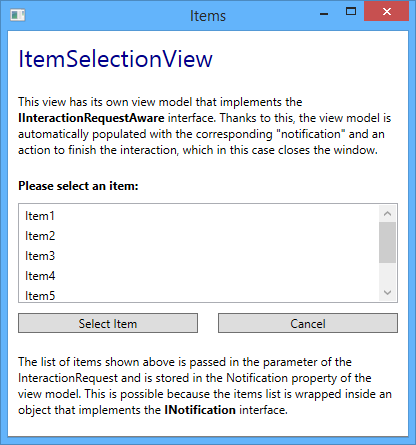 Items
ItemSelectionView
This view has its own view model that implements the
IInteractionRequestAware interface. Thanks to this, the view model is
automatically populated with the corresponding "notification" and an
action to finish the interaction, which in this case closes the window.
Please select an item:
Item1
Item2
Item3
Item4
Item5
Select Item
Cancel
The list of items shown above is passed in the parameter of the
InteractionRequest and is stored in the Notification property of the
view model. This is possible because the items list is wrapped inside an
object that implements the INotification interface.